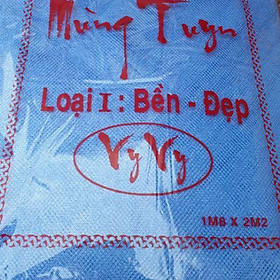 Mùng Tuyn
Loại I : Bền - Đẹp
Vy Vy
1M6 X 2M2